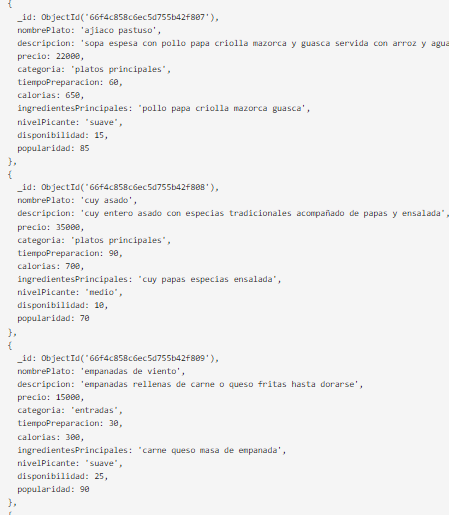 {
_id: ObjectId('66f4c858c6ec5d755b42f807'),
nombrePlato: 'ajiaco pastuso',
descripcion: 'sopa espesa con pollo papa criolla mazorca y guasca servida con arroz y agua
precio: 22000,
categoria: 'platos principales',
tiempoPreparacion: 60,
calorias: 650,
ingredientesPrincipales: 'pollo papa criolla mazorca guasca',
nivelPicante: 'suave',
disponibilidad: 15,
popularidad: 85
},
{
_id: ObjectId('66f4c858c6ec5d755b42f808'),
nombrePlato: 'cuy asado',
descripcion: 'cuy entero asado con especias tradicionales acompañado de papas y ensalada',
precio: 35000,
categoria: 'platos principales',
tiempoPreparacion: 90,
calorias: 700,
ingredientesPrincipales: 'cuy papas especias ensalada',
nivelPicante: 'medio',
disponibilidad: 10,
popularidad: 70
},
{
_id: ObjectId('66f4c858c6ec5d755b42f809'),
nombrePlato: 'empanadas de viento',
descripcion: 'empanadas rellenas de carne o queso fritas hasta dorarse',
precio: 15000,
categoria: 'entradas',
tiempoPreparacion: 30,
calorias: 300,
ingredientesPrincipales: 'carne queso masa de empanada',
nivelPicante: 'suave',
disponibilidad: 25,
popularidad: 90
},
{